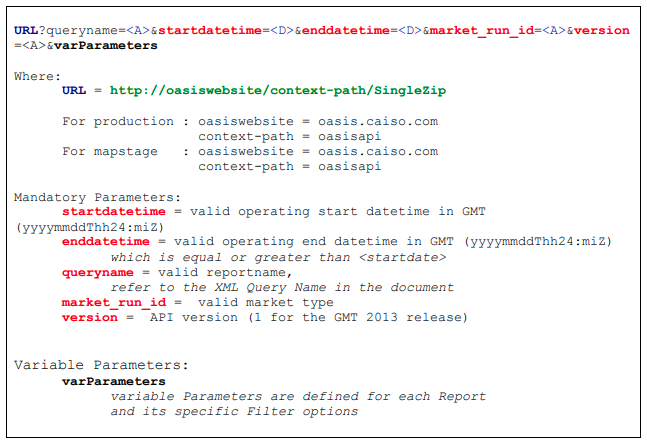 URL?queryname=<A>&startdatetime=<D>&enddatetime=<D>&market_run_id=<A>&version
=<A>&varParameters
Where:
URL = http://oasiswebsite/context-path/SingleZip
For production : oasiswebsite = oasis.caiso.com
context-path = oasisapi
For mapstage : oasiswebsite = oasis.caiso.com
context-path = oasisapi
Mandatory Parameters:
startdatetime = valid operating start datetime in GMT
(yyyymmddThh24:miZ)
enddatetime = valid operating end datetime in GMT (yyyymmddThh24:miZ)
which is equal or greater than <startdate>
queryname = valid reportname,
refer to the XML Query Name in the document
market_run_id = valid market type
version = API version (1 for the GMT 2013 release)
Variable Parameters:
varParameters
variable Parameters are defined for each Report
and its specific Filter options